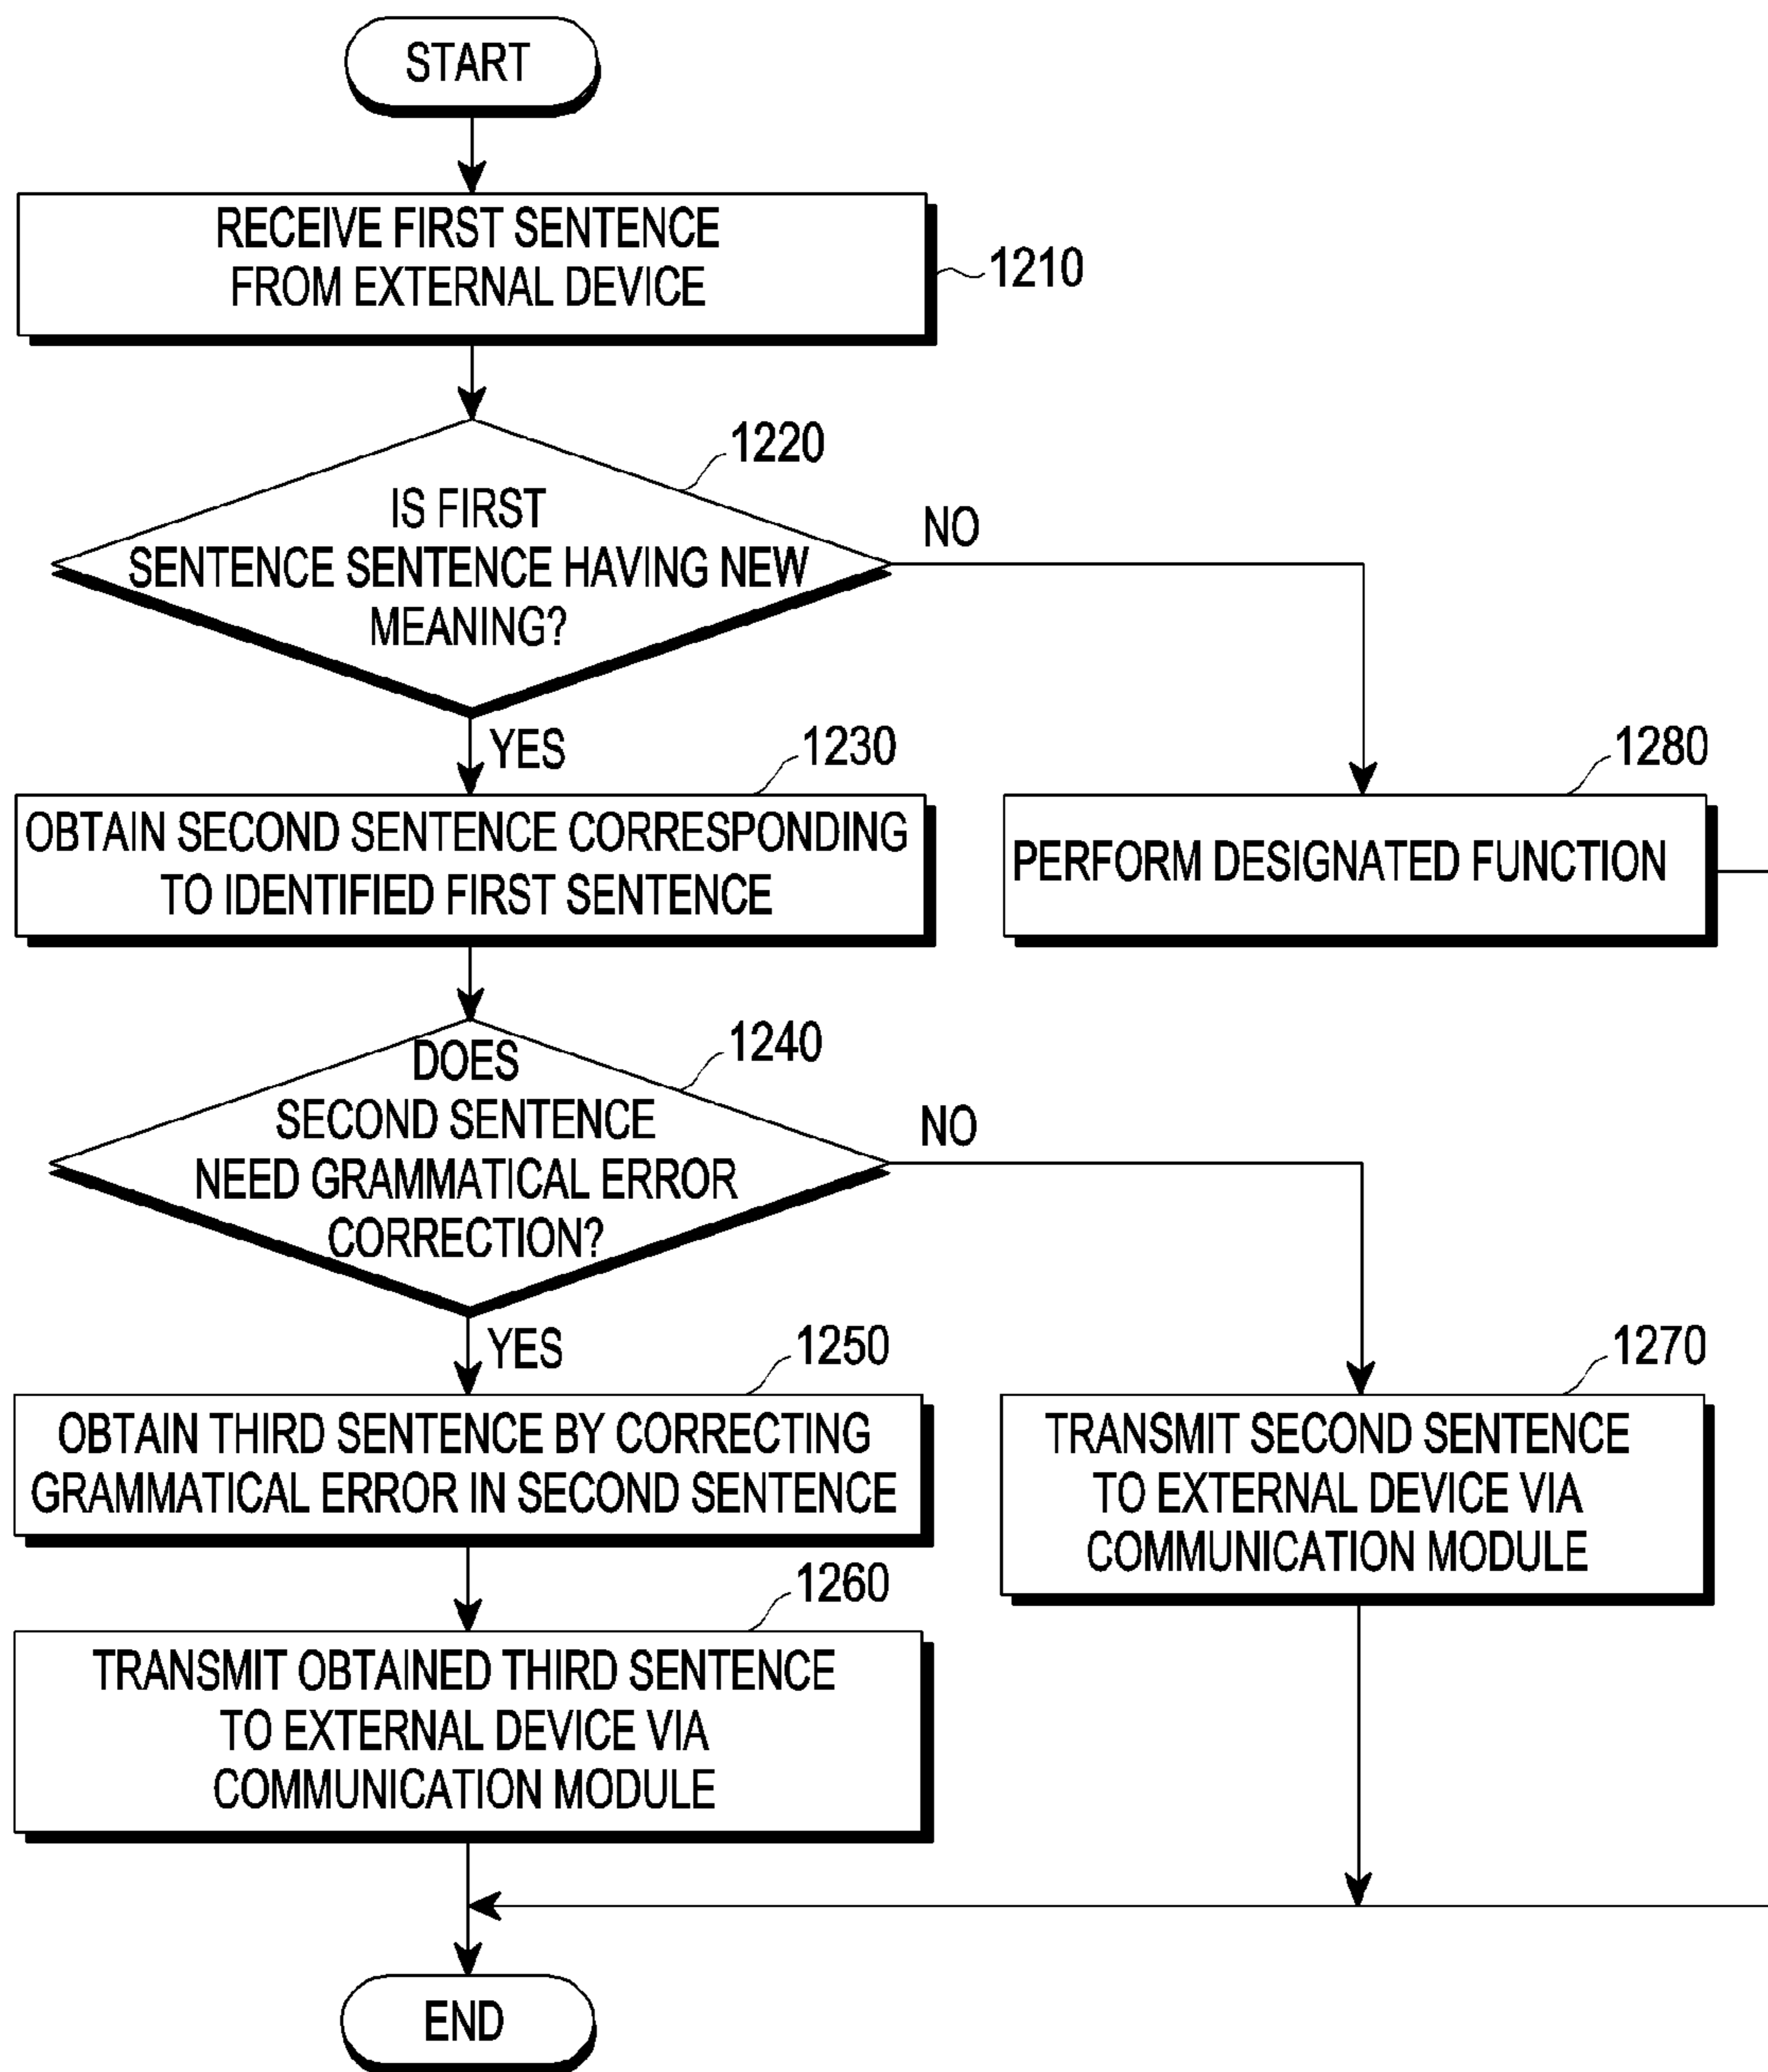 START
RECEIVE FIRST SENTENCE
FROM EXTERNAL DEVICE
1210
1220
IS FIRST
SENTENCE SENTENCE HAVING NEW
MEANING?
NO
YES
1230
OBTAIN SECOND SENTENCE CORRESPONDING
TO IDENTIFIED FIRST SENTENCE
1280
PERFORM DESIGNATED FUNCTION
1240
DOES
SECOND SENTENCE
NEED GRAMMATICAL ERROR
CORRECTION?
NO
YES
1250
OBTAIN THIRD SENTENCE BY CORRECTING
GRAMMATICAL ERROR IN SECOND SENTENCE
1270
TRANSMIT SECOND SENTENCE
TO EXTERNAL DEVICE VIA
COMMUNICATION MODULE
1260
TRANSMIT OBTAINED THIRD SENTENCE
TO EXTERNAL DEVICE VIA
COMMUNICATION MODULE
END